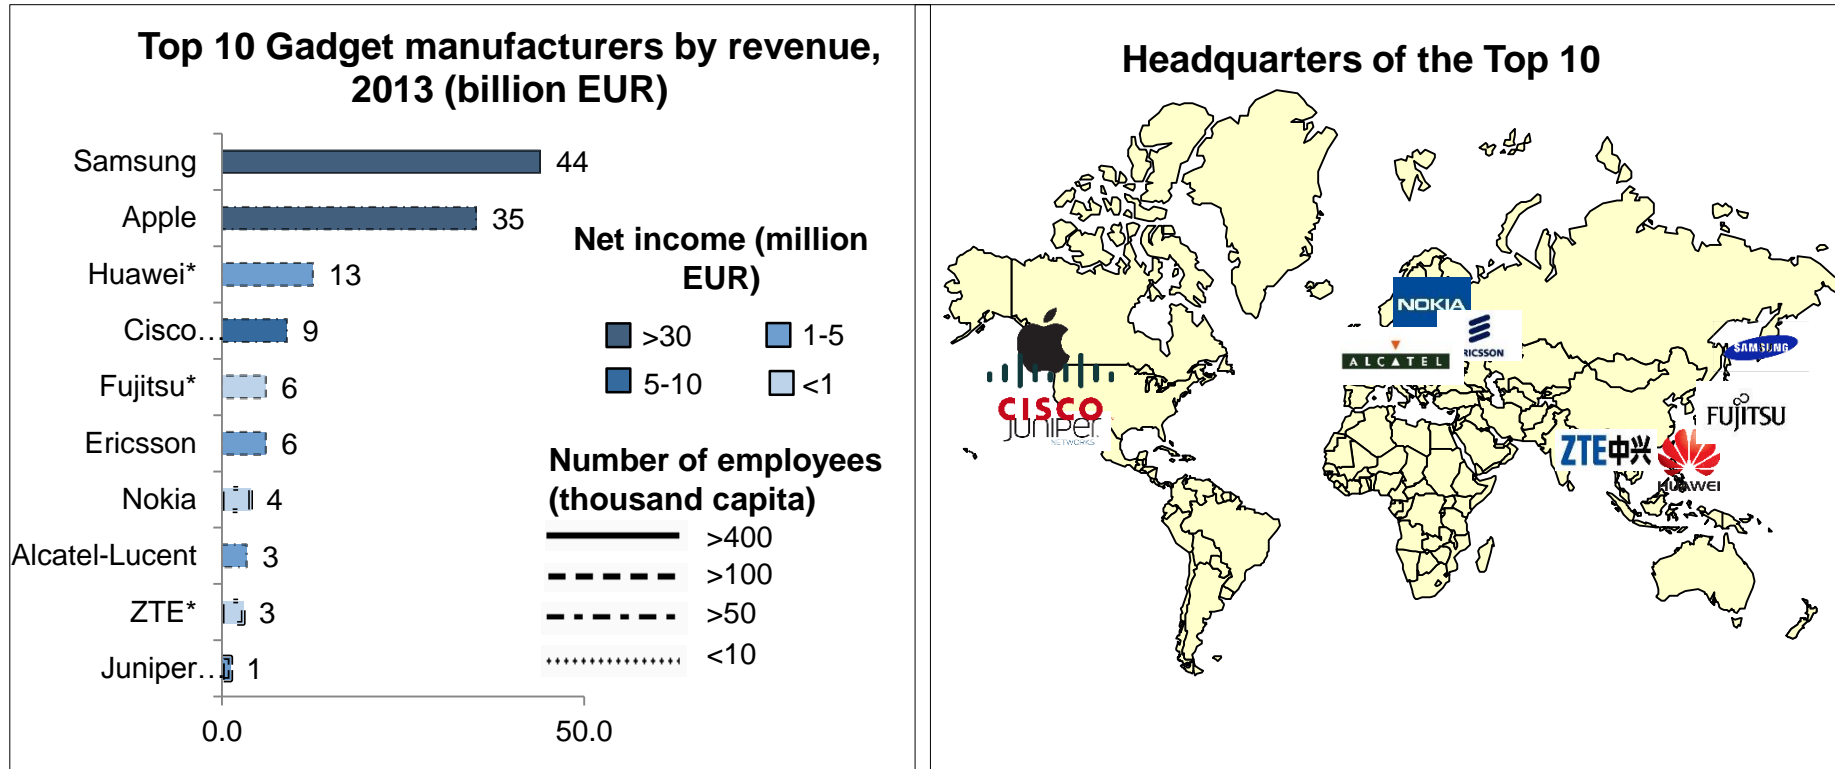 Top 10 Gadget manufacturers by revenue,
2013 (billion EUR)
Samsung
44
Apple
35
Huawei*
13
Cisco...
9
Fujitsu*
6
Ericsson
6
Nokia
4
Alcatel-Lucent
3
ZTE*
3
Juniper...
1
0.0
50.0
Net income (million
EUR)
>30
1-5
5-10
<1
Number of employees
(thousand capita)
>400
>100
>50
<10
Headquarters of the Top 10
NOKIA
RICSSON
ALCATEL
SAMSUNG
CISCO
JUNIPER
NETWORKS
FUJITSU
ZTE中兴
HUAWEI